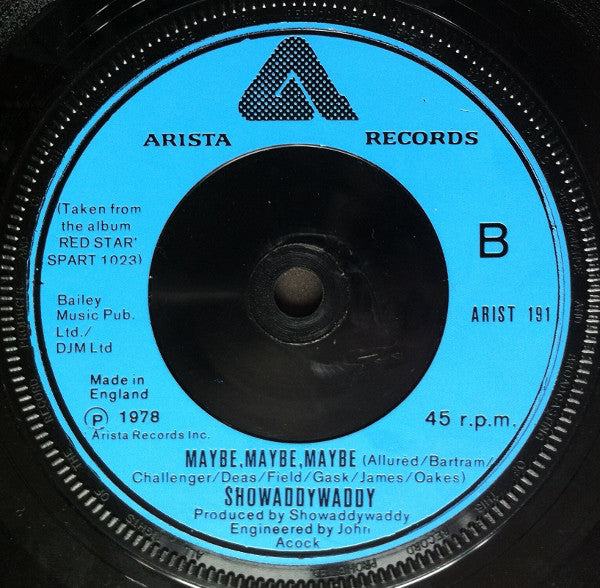 ARISTA RECORDS
(Taken from
the album
RED STAR'
SPART 1023)
B
Bailey
Music Pub.
Ltd./
DJM Ltd
ARIST 191
Made in
England
℗ 1978
Arista Records Inc.
45 r.p.m.
MAYBE,MAYBE,MAYBE (Allured/Bartram/
Challenger/Deas/Field/Gask/James/Oakes)
SHOWADDYWADDY
Produced by Showaddywaddy
Engineered by John
Acock